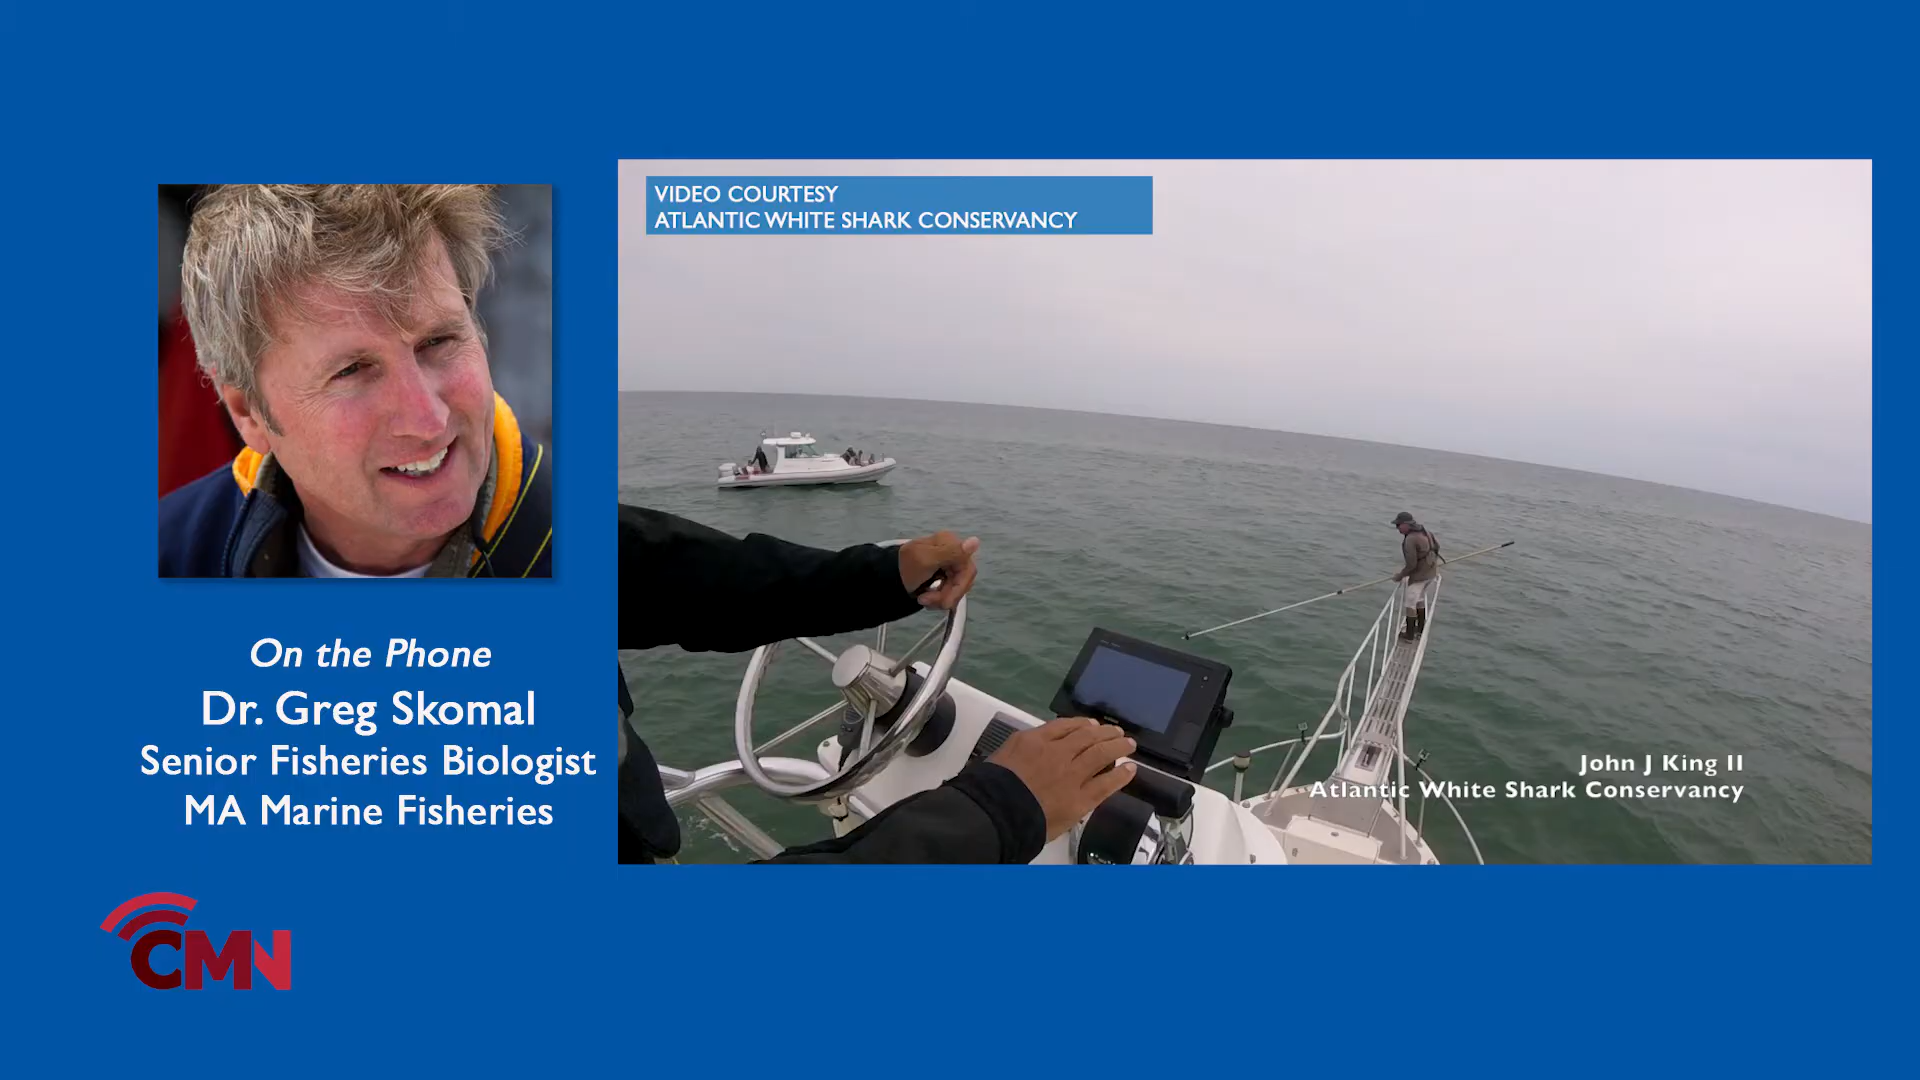 VIDEO COURTESY
ATLANTIC WHITE SHARK CONSERVANCY
On the Phone
Dr. Greg Skomal
Senior Fisheries Biologist
MA Marine Fisheries
John J King II
Atlantic White Shark Conservancy
CMN